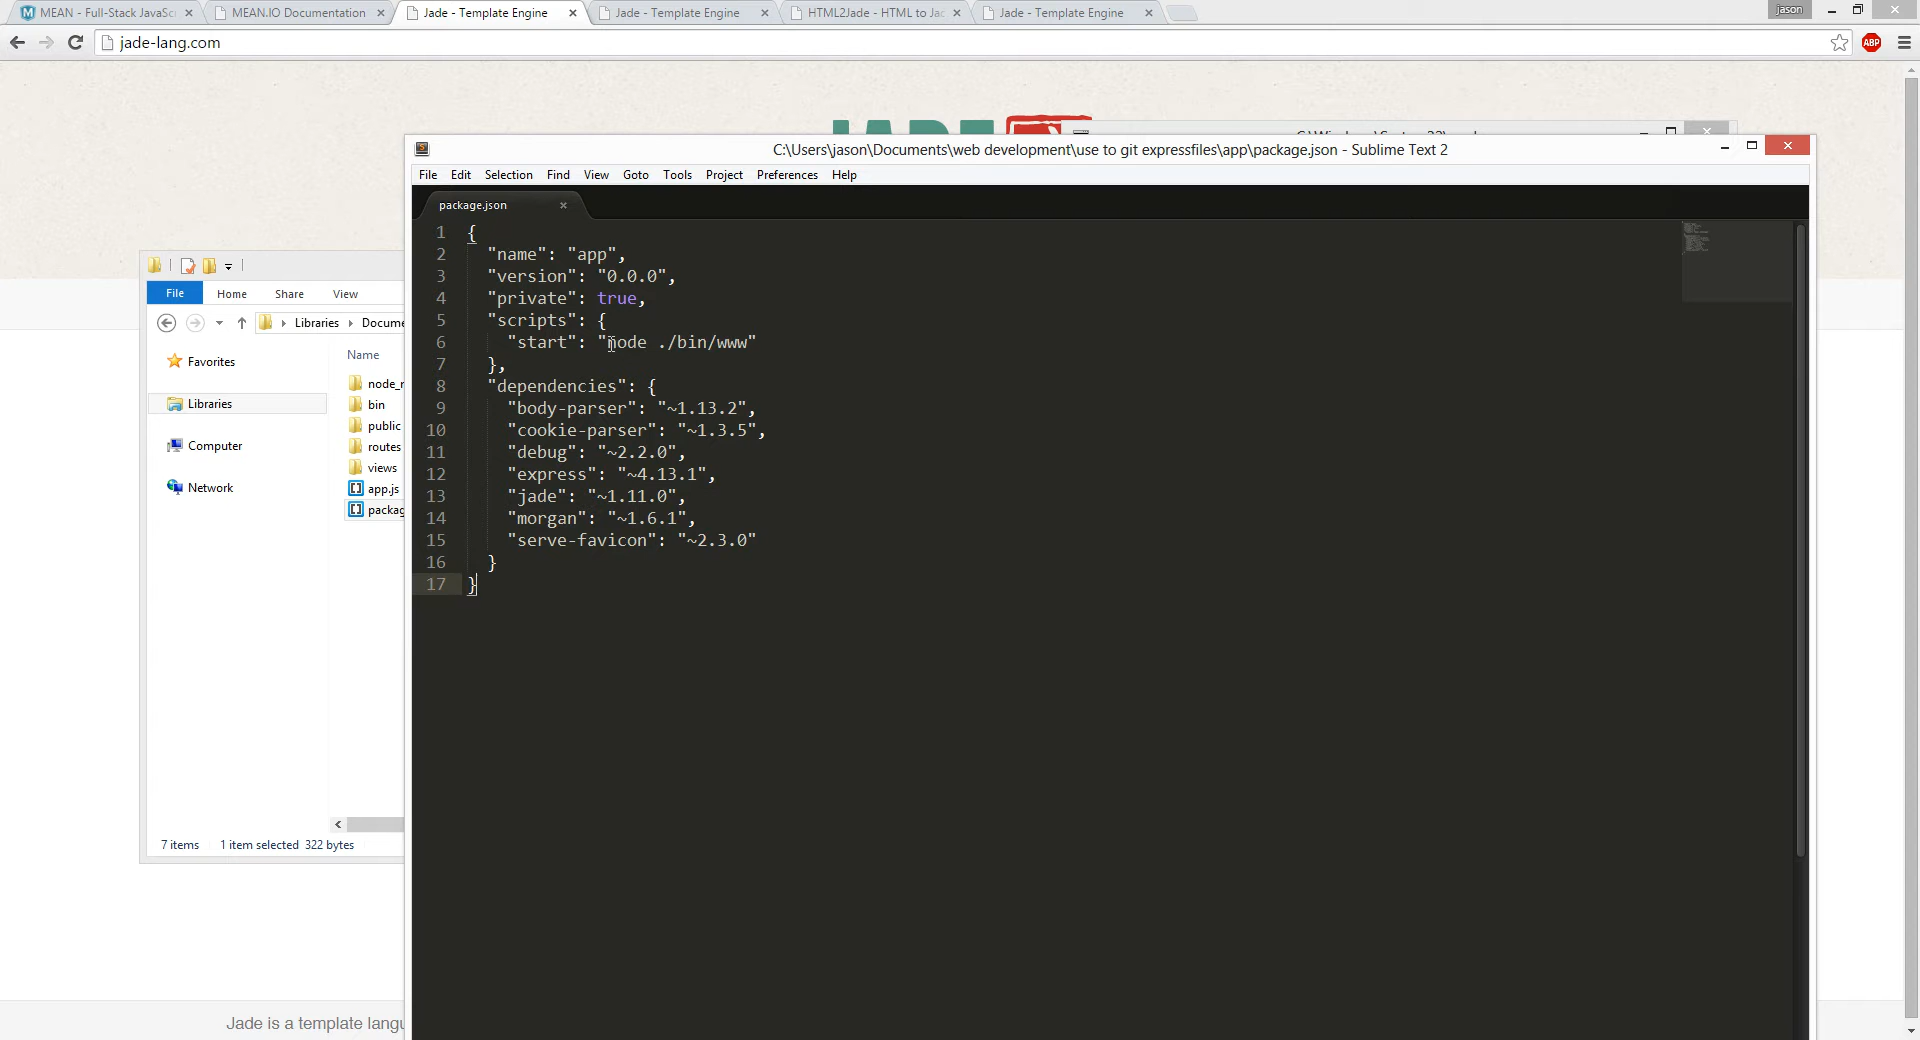 MEAN - Full-Stack JavaSc
MEAN.IO Documentation
Jade - Template Engine
Jade - Template Engine
HTML2Jade - HTML to Jac
Jade - Template Engine
jason
jade-lang.com
ABP
C:\Users\jason\Documents\web development\use to git expressfiles\app\package.json - Sublime Text 2
File Edit Selection Find View Goto Tools Project Preferences Help
package.json
1 {
2 "name": "app",
3 "version": "0.0.0",
4 "private": true,
5 "scripts": {
6 "start": "node ./bin/www"
7 },
8 "dependencies": {
9 "body-parser": "~1.13.2",
10 "cookie-parser": "~1.3.5",
11 "debug": "~2.2.0",
12 "express": "~4.13.1",
13 "jade": "~1.11.0",
14 "morgan": "~1.6.1",
15 "serve-favicon": "~2.3.0"
16 }
17 }
File Home Share View
Libraries Docume
Favorites
Libraries
Computer
Network
Name
node_r
bin
public
routes
views
app.js
packag
7 items 1 item selected 322 bytes
Jade is a template langu